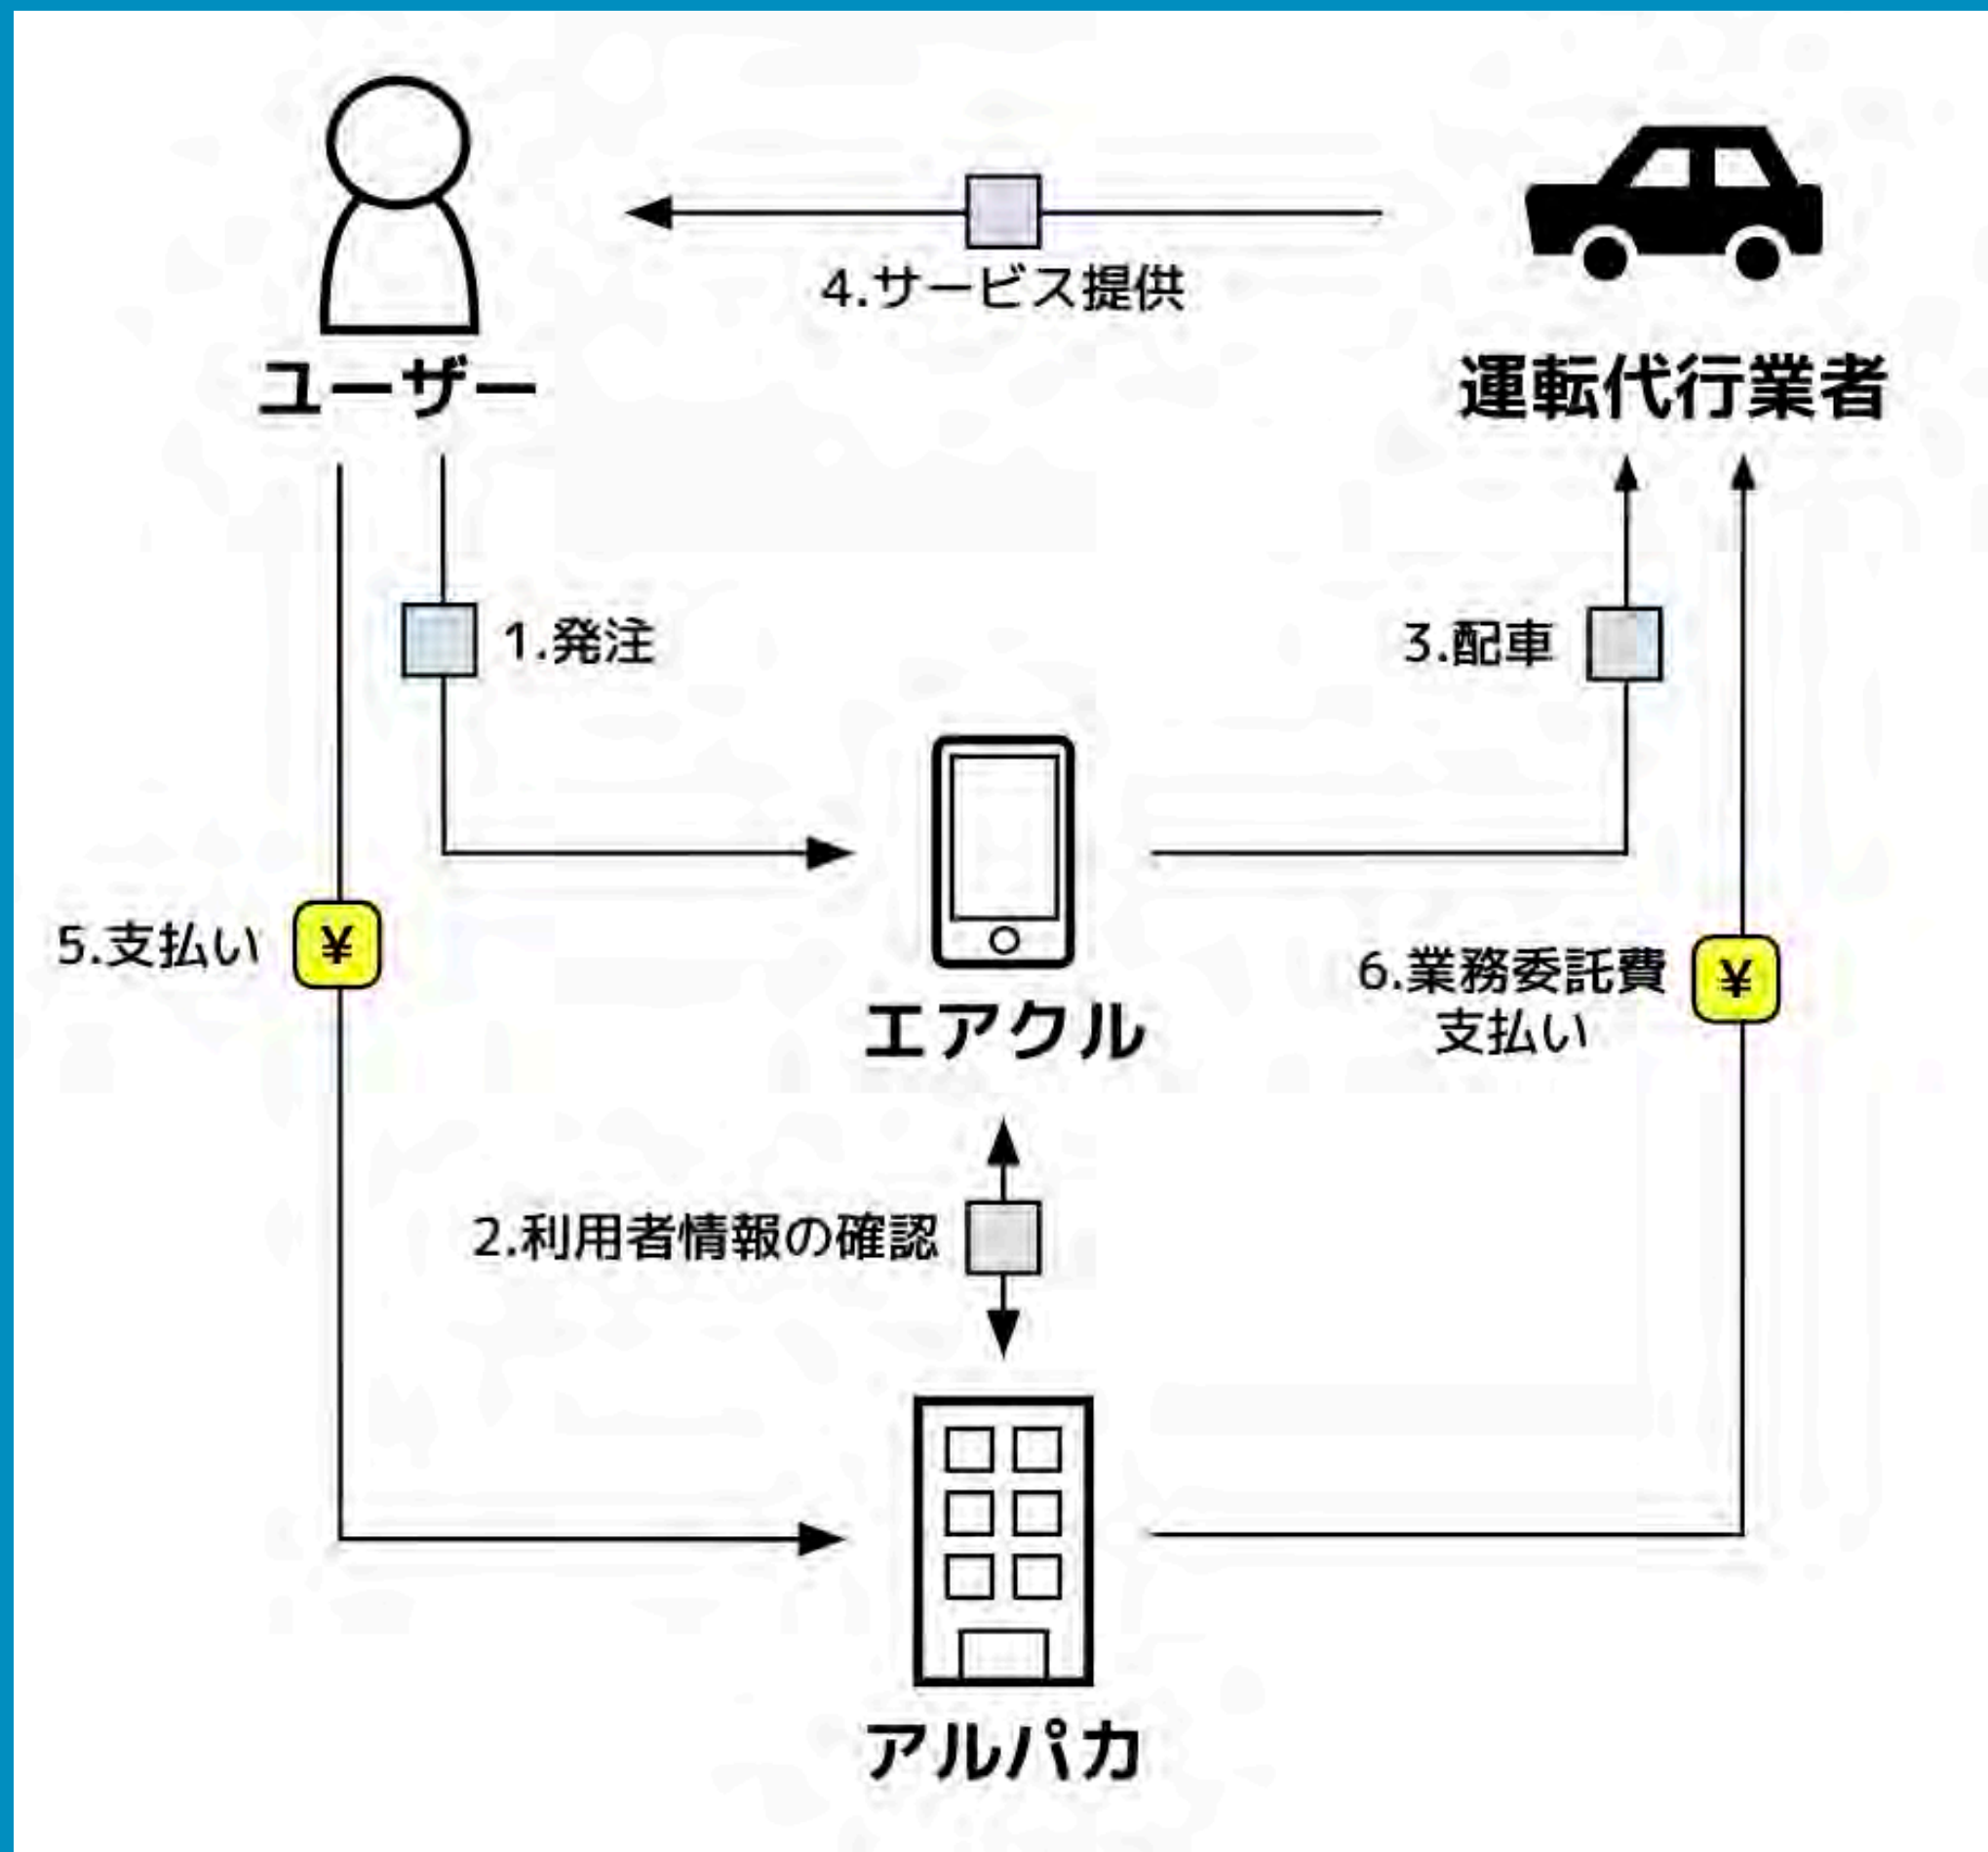 4.サービス提供
ユーザー
運転代行業者
1.発注
3.配車
5.支払い
¥
エアクル
6.業務委託費
支払い
¥
2.利用者情報の確認
アルパカ